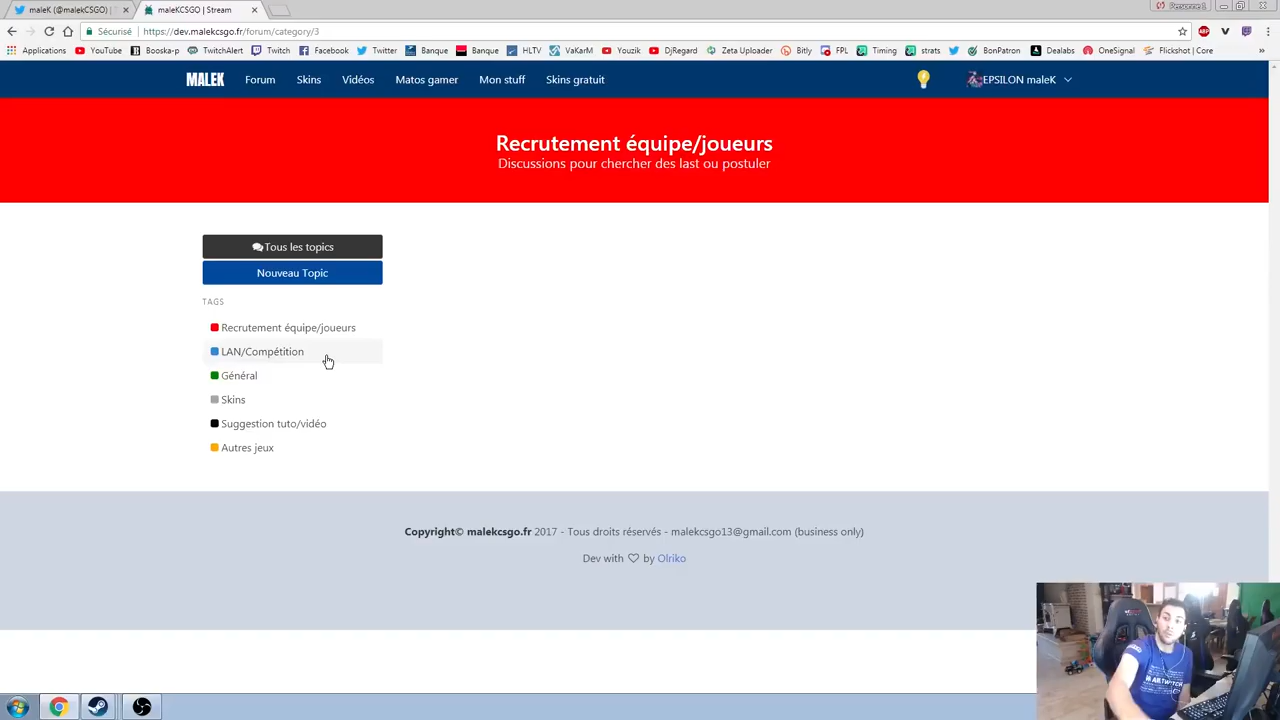 maleK (@malekCSGO) |
maleKCSGO | Stream
Personne1
Sécurisé | https://dev.malekcsgo.fr/forum/category/3
Applications YouTube Booska-p TwitchAlert Twitch Facebook Twitter Banque Banque HLTV VaKarM Youzik DjRegard Zeta Uploader Bitly FPL Timing stats BonPatron Dealabs OneSignal Flickshot | Core »
MALEK Forum Skins Vidéos Matos gamer Mon stuff Skins gratuit EPSILON maleK
Recrutement équipe/joueurs
Discussions pour chercher des last ou postuler
Tous les topics
Nouveau Topic
TAGS
Recrutement équipe/joueurs
LAN/Compétition
Général
Skins
Suggestion tuto/vidéo
Autres jeux
Copyright© malekcsgo.fr 2017 - Tous droits réservés - malekcsgo13@gmail.com (business only)
Dev with ♡ by Olriko